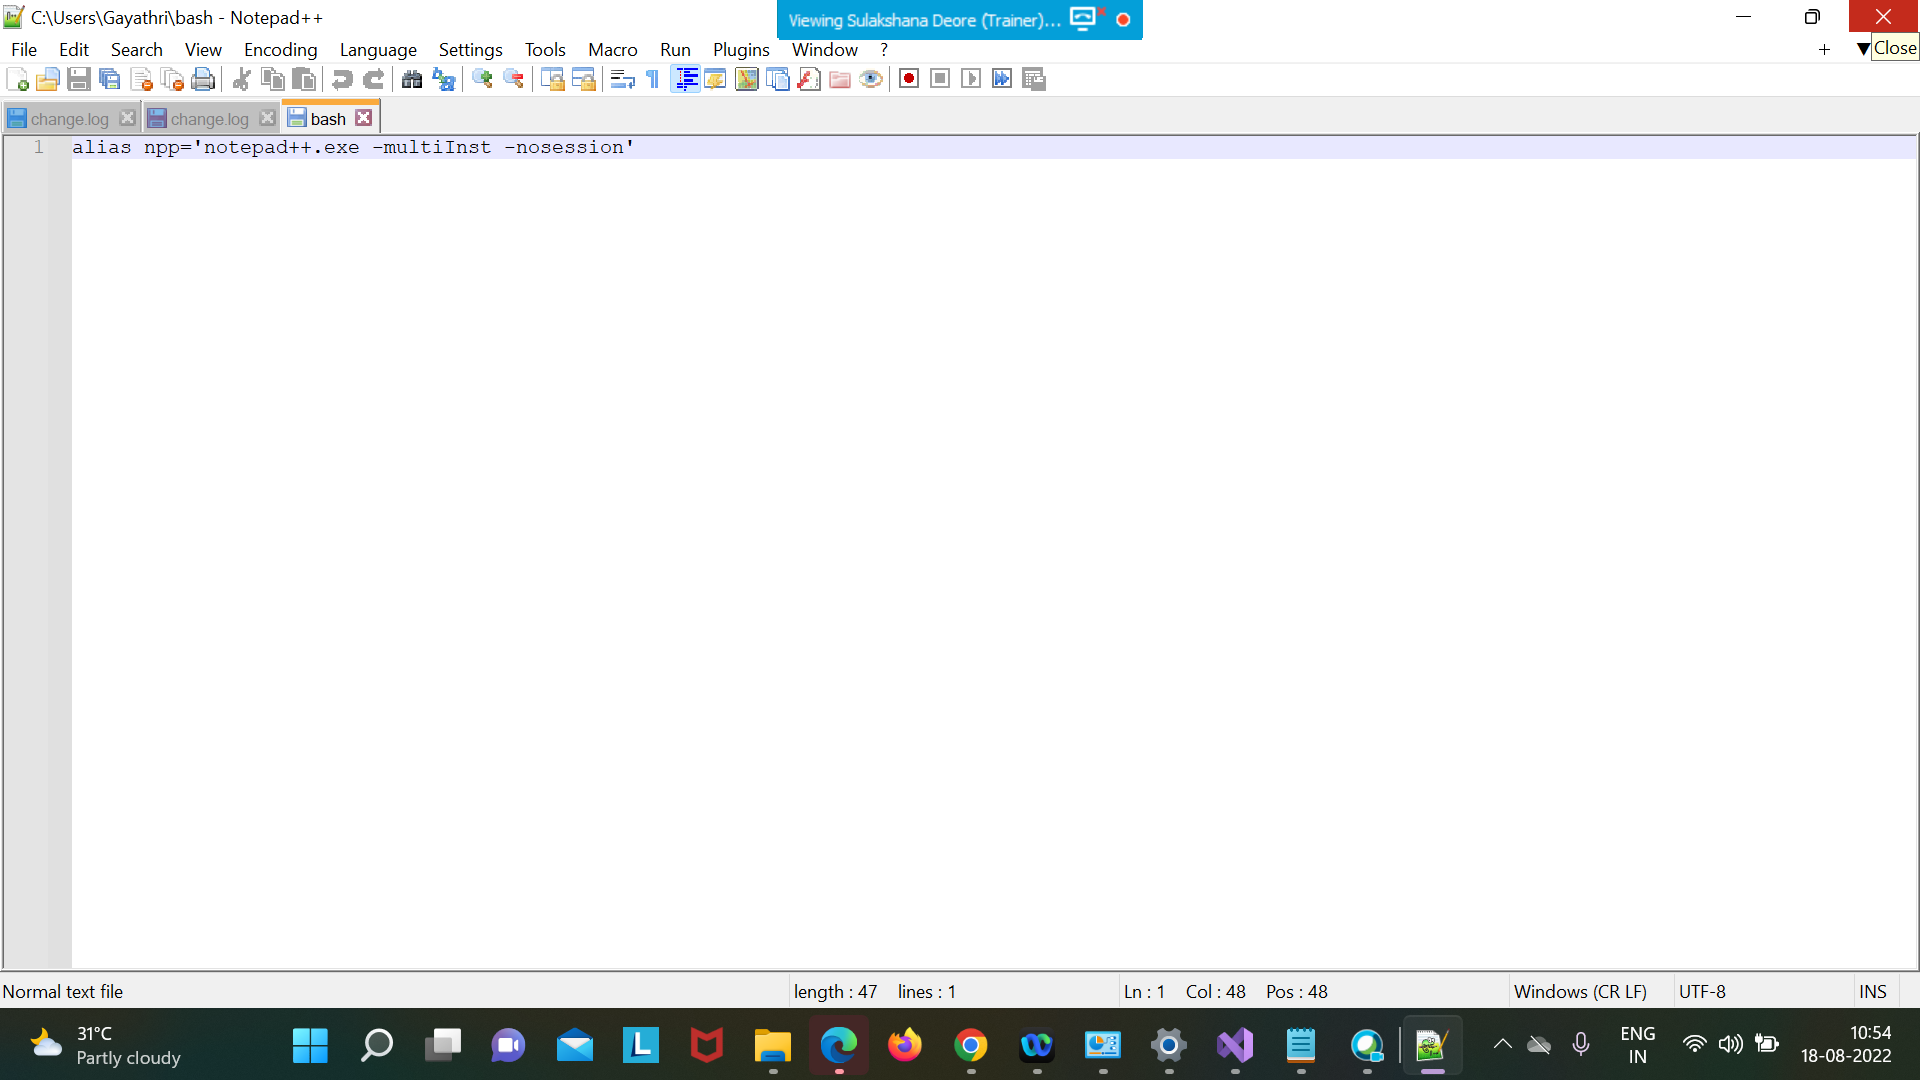 C:\Users\Gayathri\bash - Notepad++
Viewing Sulakshana Deore (Trainer)...
File Edit Search View Encoding Language Settings Tools Macro Run Plugins Window ?
+ ▼ Close
change.log change.log bash
1 alias npp='notepad++.exe -multiInst -nosession'
Normal text file length : 47 lines : 1 Ln : 1 Col : 48 Pos : 48 Windows (CR LF) UTF-8 INS
31°C
Partly cloudy
L
ENG
IN
10:54
18-08-2022